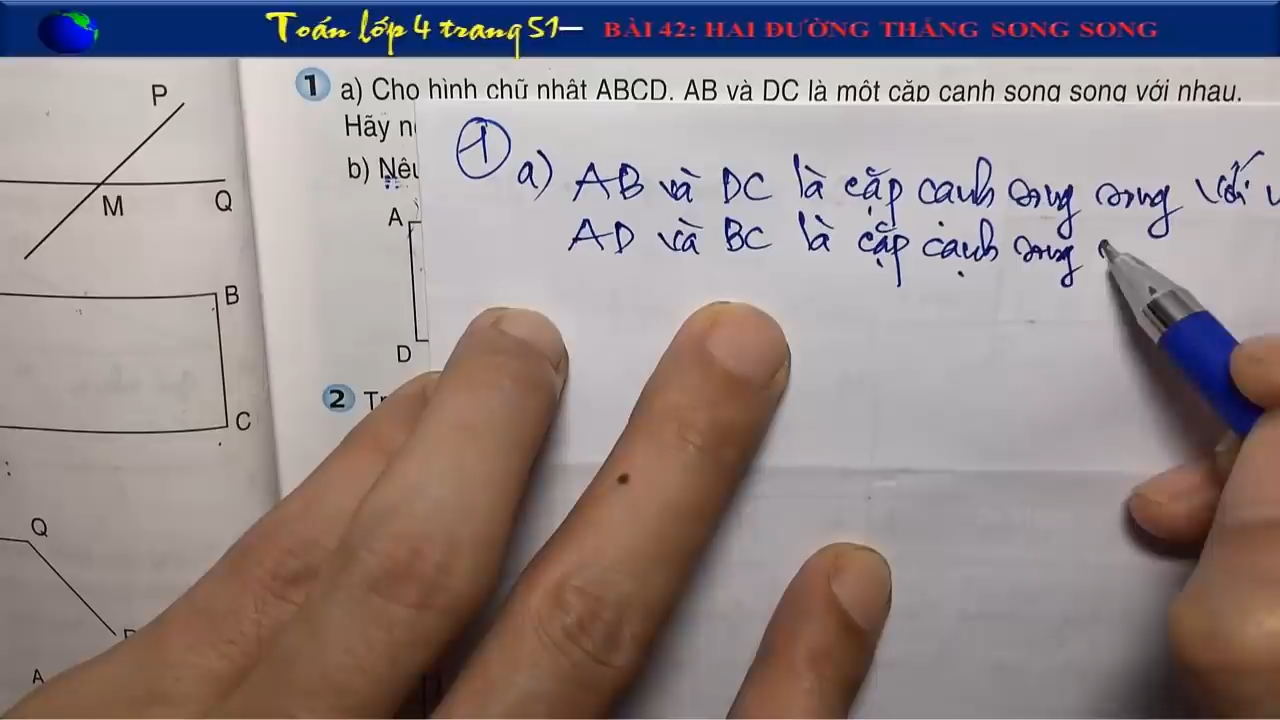 Toán lớp 4 trang 51– BÀI 42: HAI ĐƯỜNG THẲNG SONG SONG
P
M
Q
B
C
Q
A
1 a) Cho hình chữ nhật ABCD. AB và DC là một cặp cạnh song song với nhau.
Hãy
b) Nêu
A
D
2
1 a) AB và DC là cặp cạnh song song với
AD và BC là cặp cạnh song